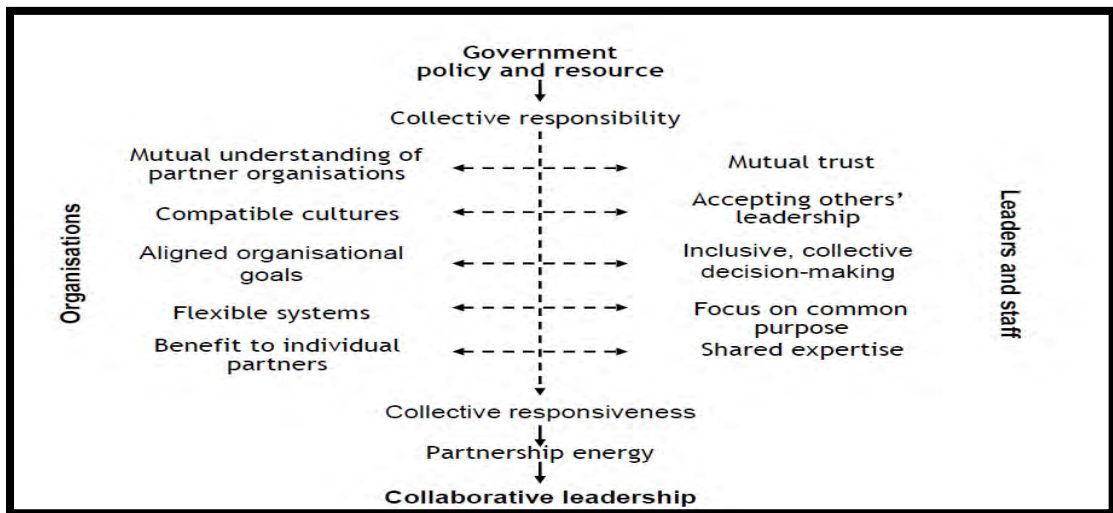 Government
policy and resource
Collective responsibility
Organisations
Mutual understanding of
partner organisations
Mutual trust
Compatible cultures
Accepting others’
leadership
Aligned organisational
goals
Inclusive, collective
decision-making
Flexible systems
Focus on common
purpose
Benefit to individual
partners
Shared expertise
Leaders and staff
Collective responsiveness
Partnership energy
Collaborative leadership